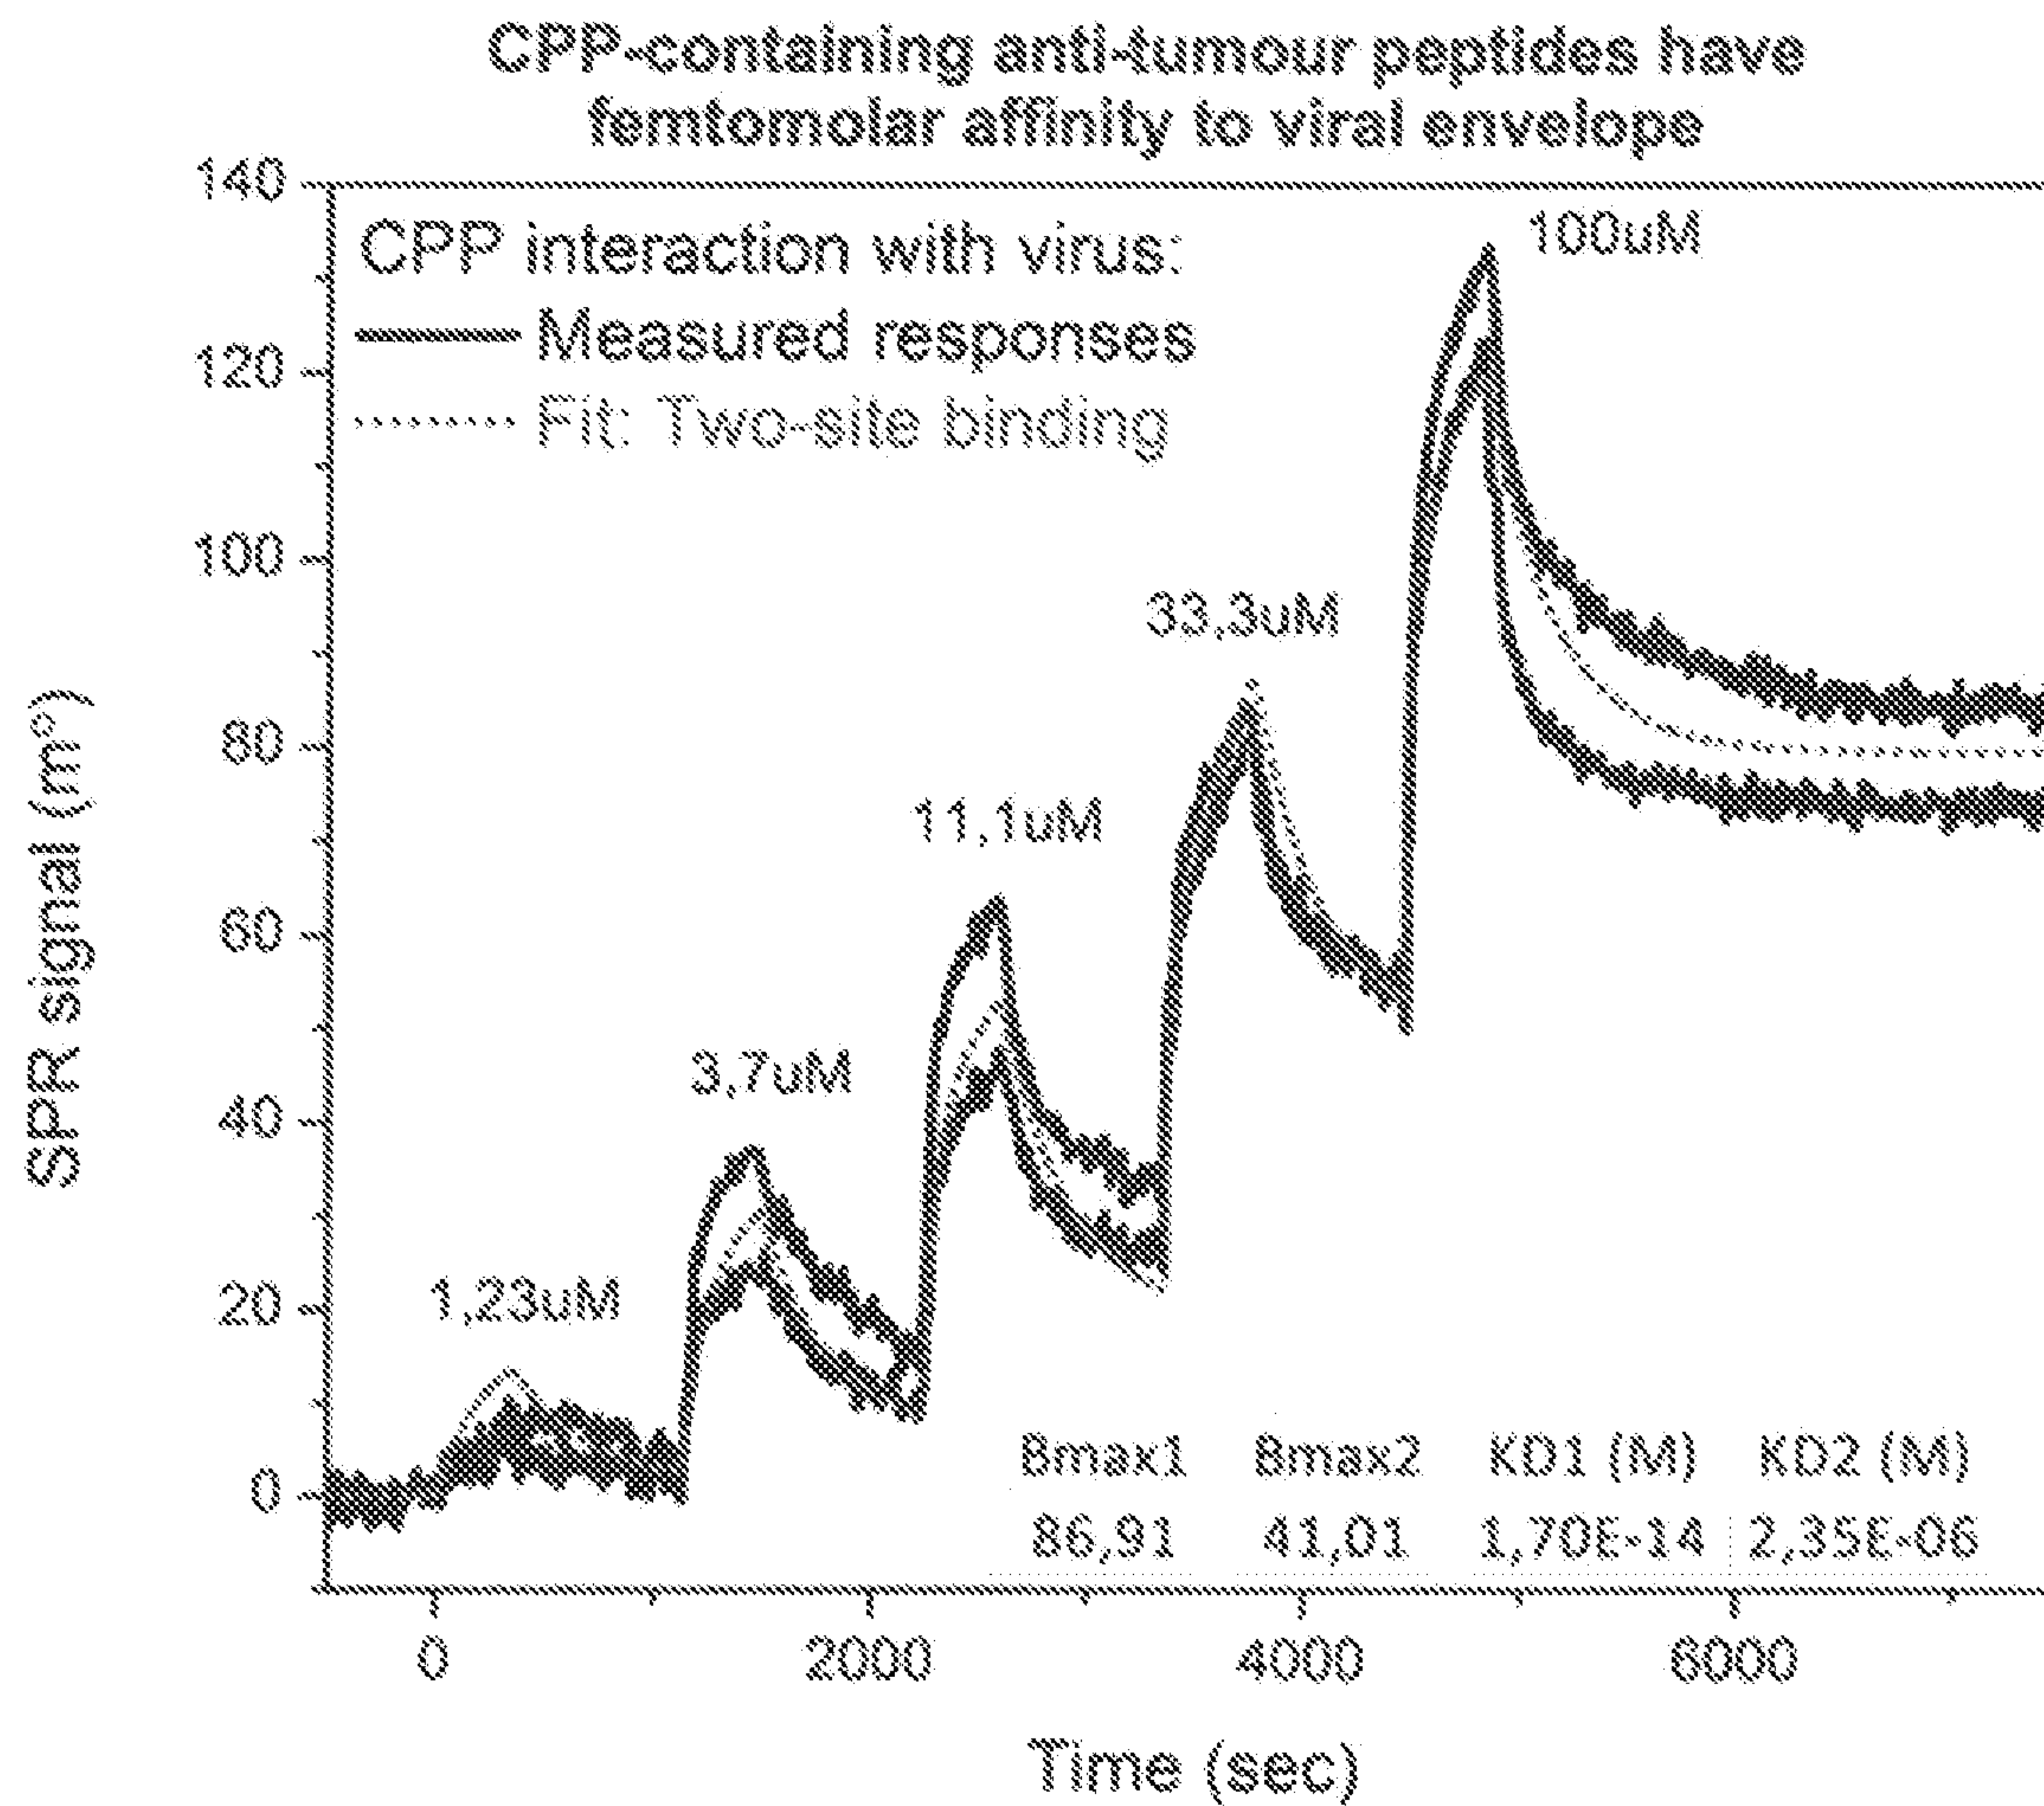 CPP-containing anti-tumour peptides have
femtomolar affinity to viral envelope
140
120
100
80
60
40
20
0
SPR signal (m°)
CPP interaction with virus:
Measured responses
Fit: Two-site binding
100uM
33,3uM
11,1uM
3,7uM
1,23uM
Bmax1 Bmax2 KD1 (M) KD2 (M)
86,91 41,01 1,70E-14 2,35E-06
0 2000 4000 6000
Time (sec)